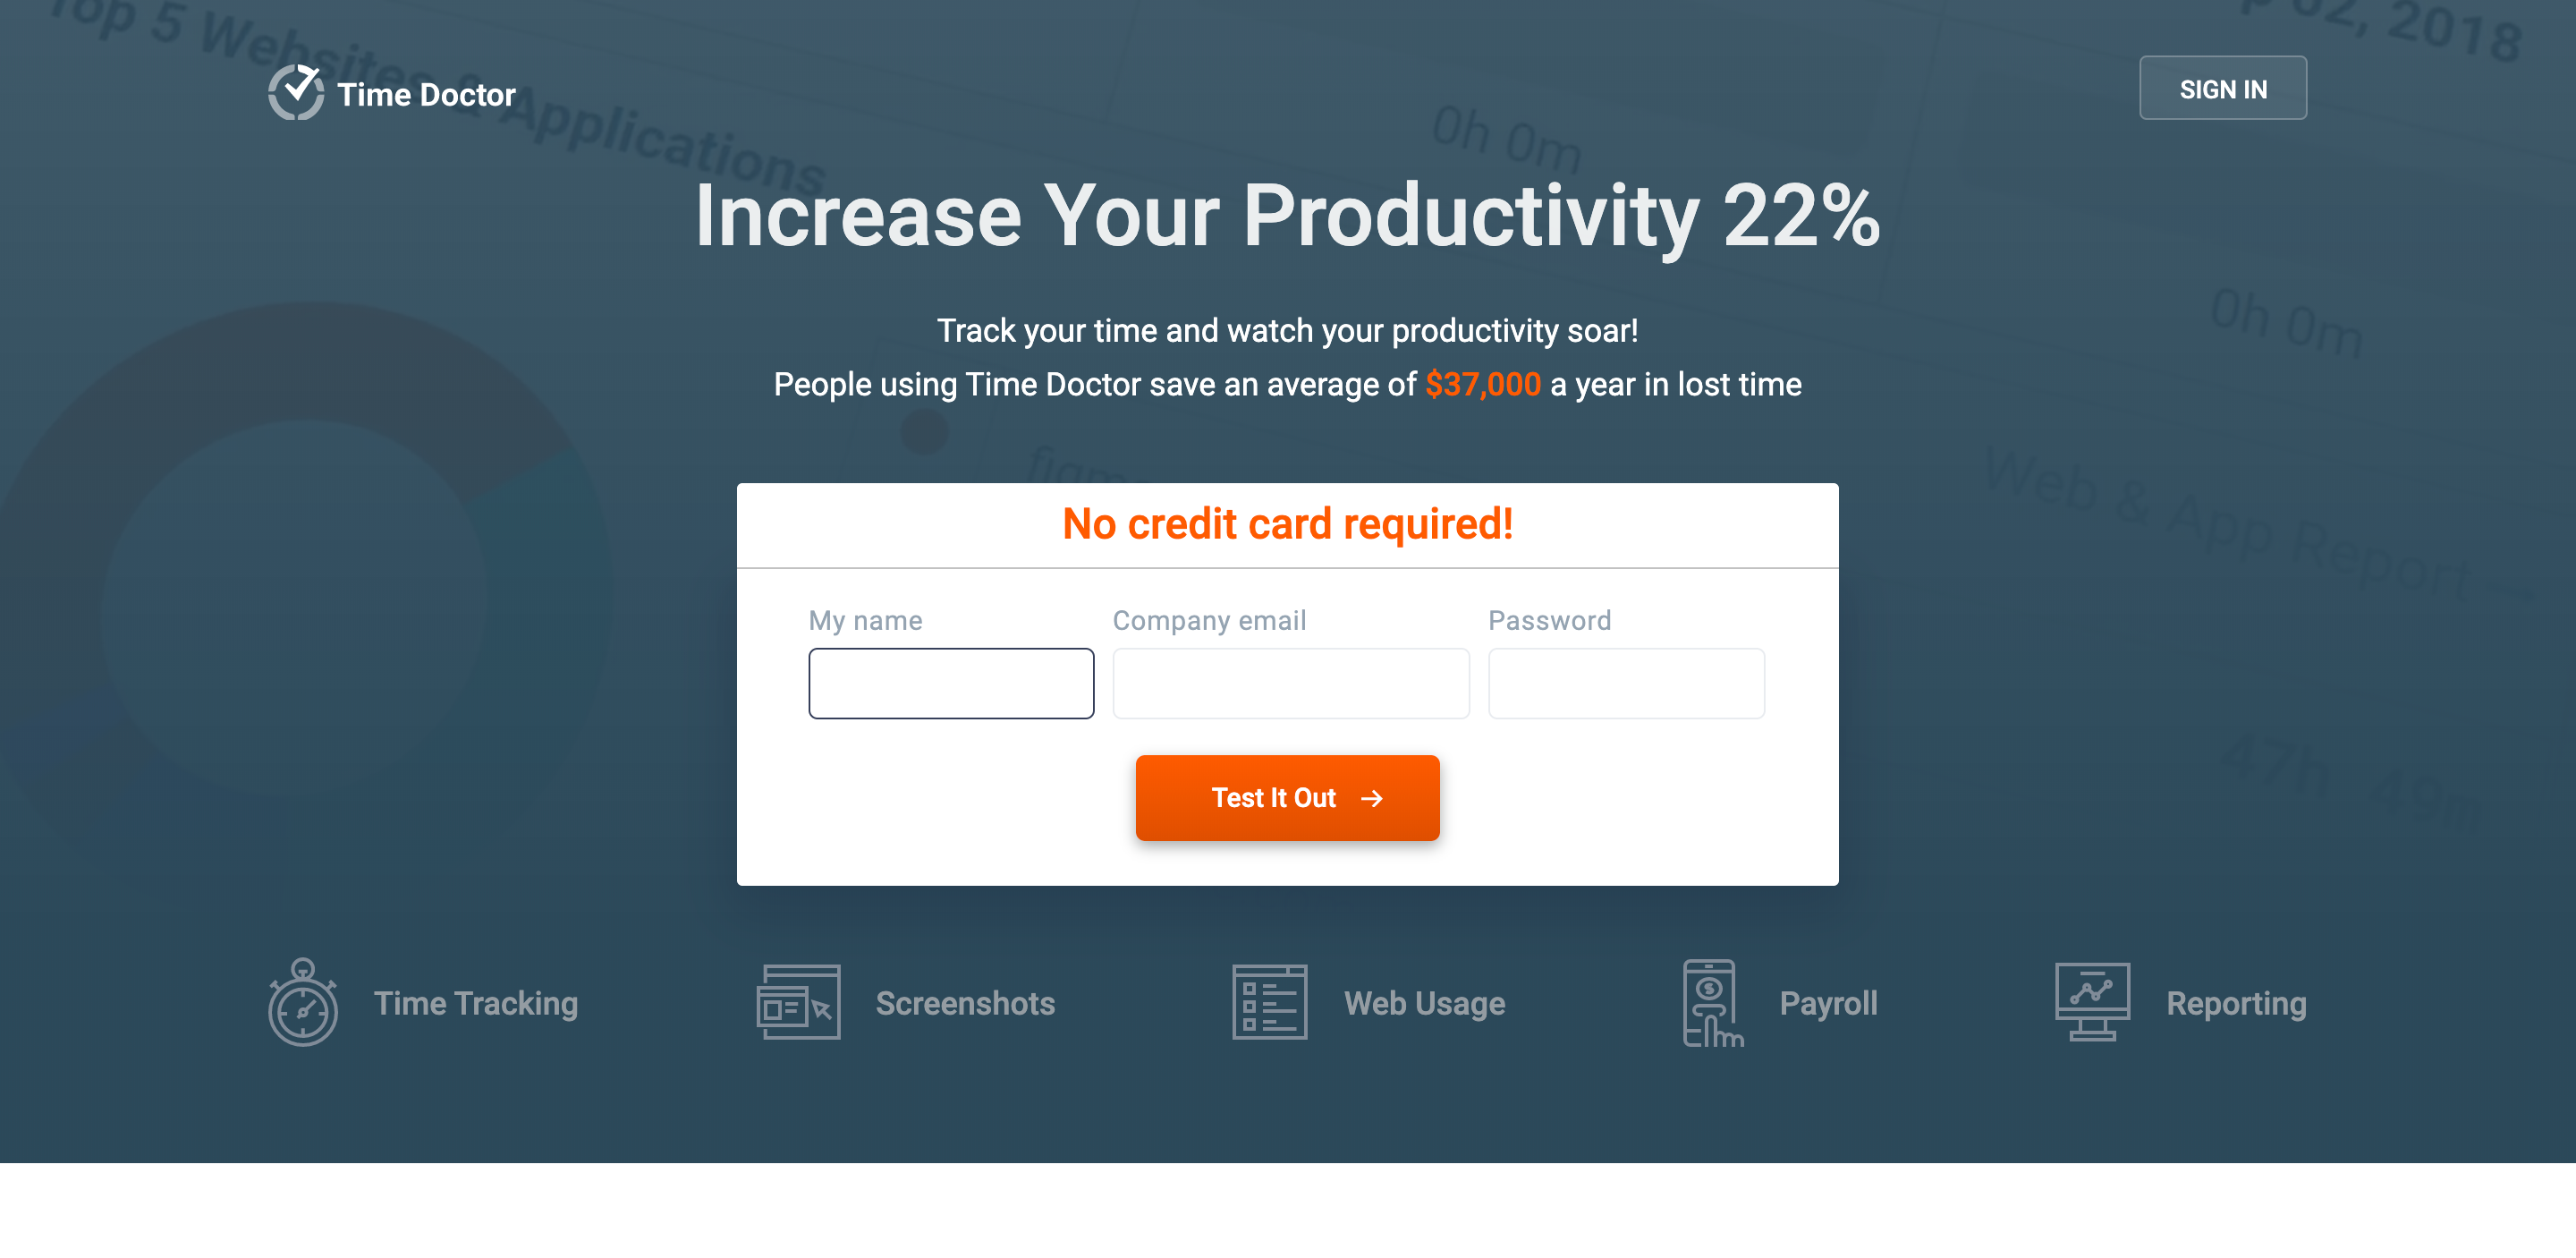 Top 5 Websites & Applications
02, 2018
Time Doctor
SIGN IN
0h 0m
Increase Your Productivity 22%
0h 0m
Track your time and watch your productivity soar!
People using Time Doctor save an average of $37,000 a year in lost time
Web & App Report →
No credit card required!
My name
Company email
Password
47h 49m
Test It Out →
Time Tracking
Screenshots
Web Usage
Payroll
Reporting